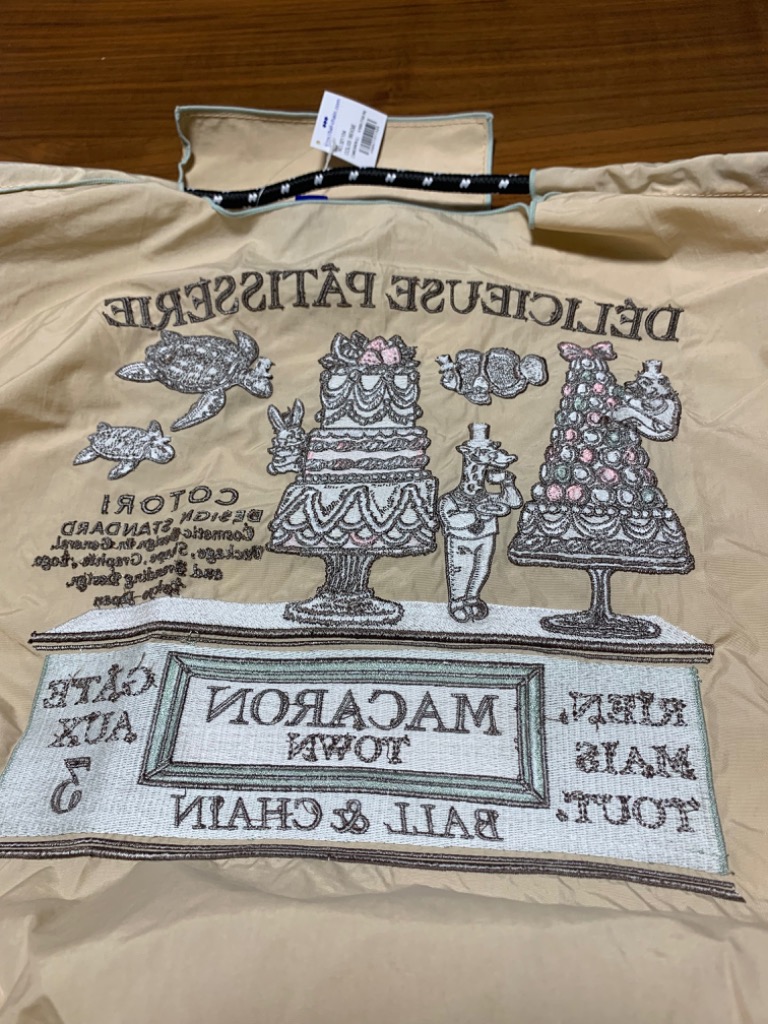 DÉLICIEUSE PÂTISSERIE
COTORI
DESIGN STANDARD
Cosmetic Design in General,
Package, Shop, Graphic, Logo
and Branding Design,
Tokyo Japan
MACARON
TOWN
RIEN.
MAIS
TOUT.
GATE
AUX
3
BALL & CHAIN